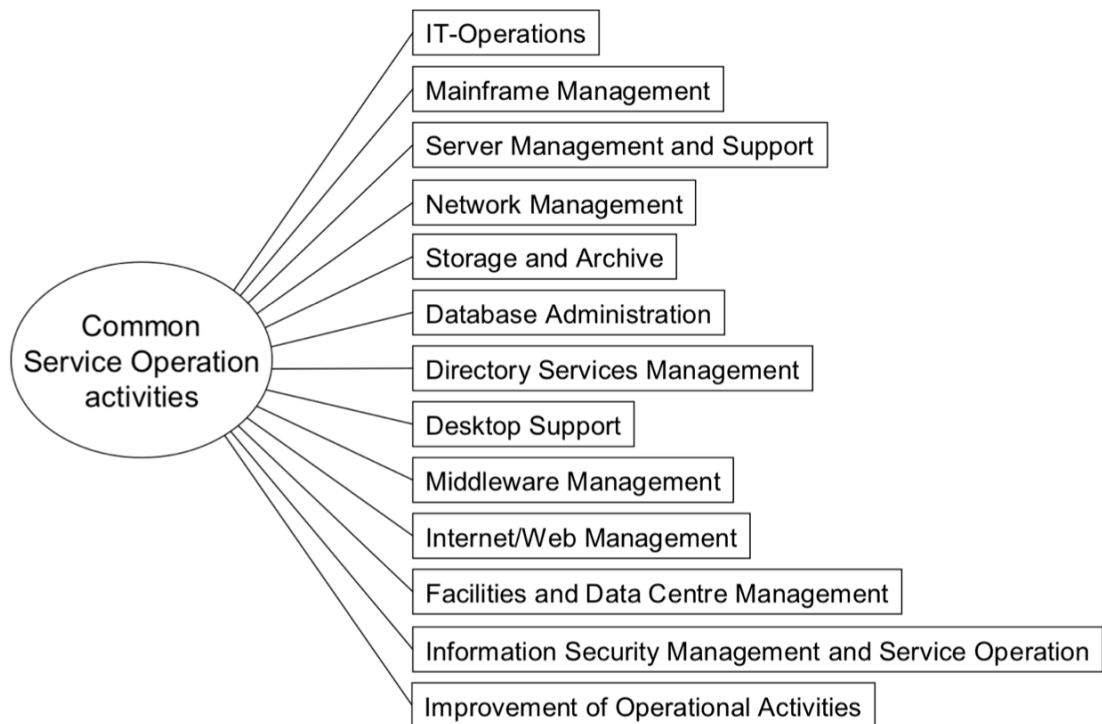 Common
Service Operation
activities
IT-Operations
Mainframe Management
Server Management and Support
Network Management
Storage and Archive
Database Administration
Directory Services Management
Desktop Support
Middleware Management
Internet/Web Management
Facilities and Data Centre Management
Information Security Management and Service Operation
Improvement of Operational Activities